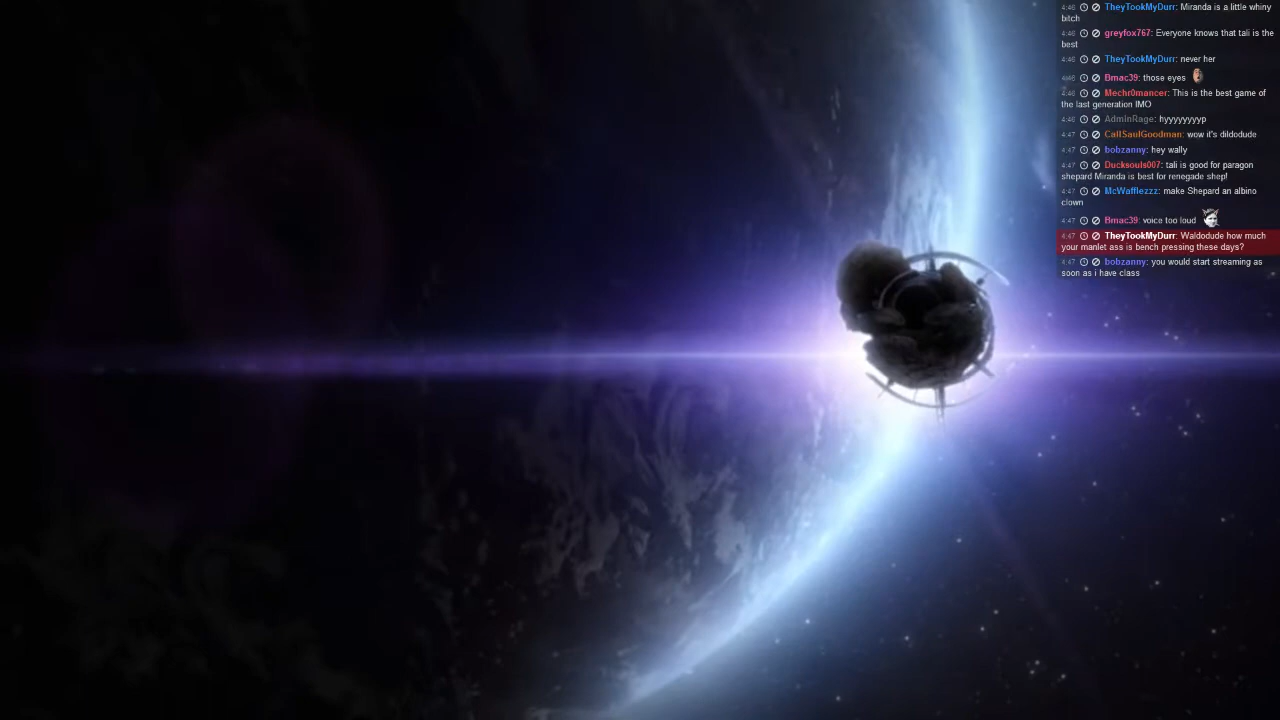 4:46 TheyTookMyDurr: Miranda is a little whiny
bitch
4:46 greyfox767: Everyone knows that tali is the
best
4:46 TheyTookMyDurr: never her
4:46 Bmac39: those eyes
4:46 Mechr0mancer: This is the best game of
the last generation IMO
4:46 AdminRage: hyyyyyyyyp
4:47 CallSaulGoodman: wow it's dildodude
4:47 bobzanny: hey wally
4:47 Ducksouls007: tali is good for paragon
shepard Miranda is best for renegade shep!
4:47 McWafflezzz: make Shepard an albino
clown
4:47 Bmac39: voice too loud
4:47 TheyTookMyDurr: Waldodude how much
your manlet ass is bench pressing these days?
4:47 bobzanny: you would start streaming as
soon as i have class